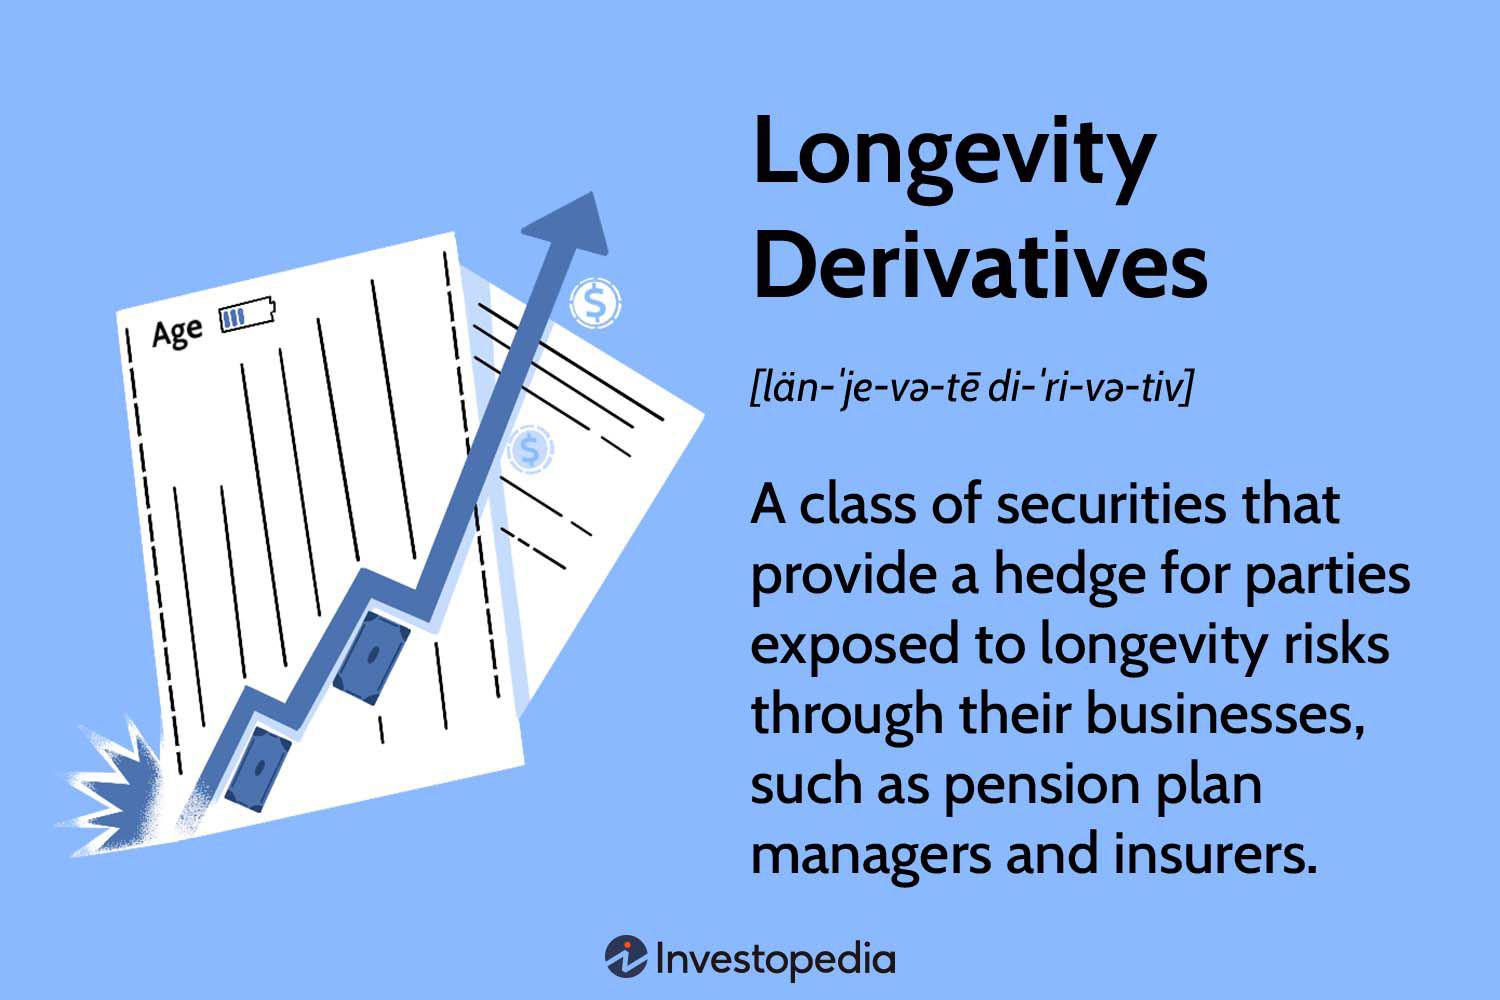 Longevity
Derivatives
[län-ˈje-və-tē di-ˈri-və-tiv]
A class of securities that
provide a hedge for parties
exposed to longevity risks
through their businesses,
such as pension plan
managers and insurers.
Age
$
$
Investopedia